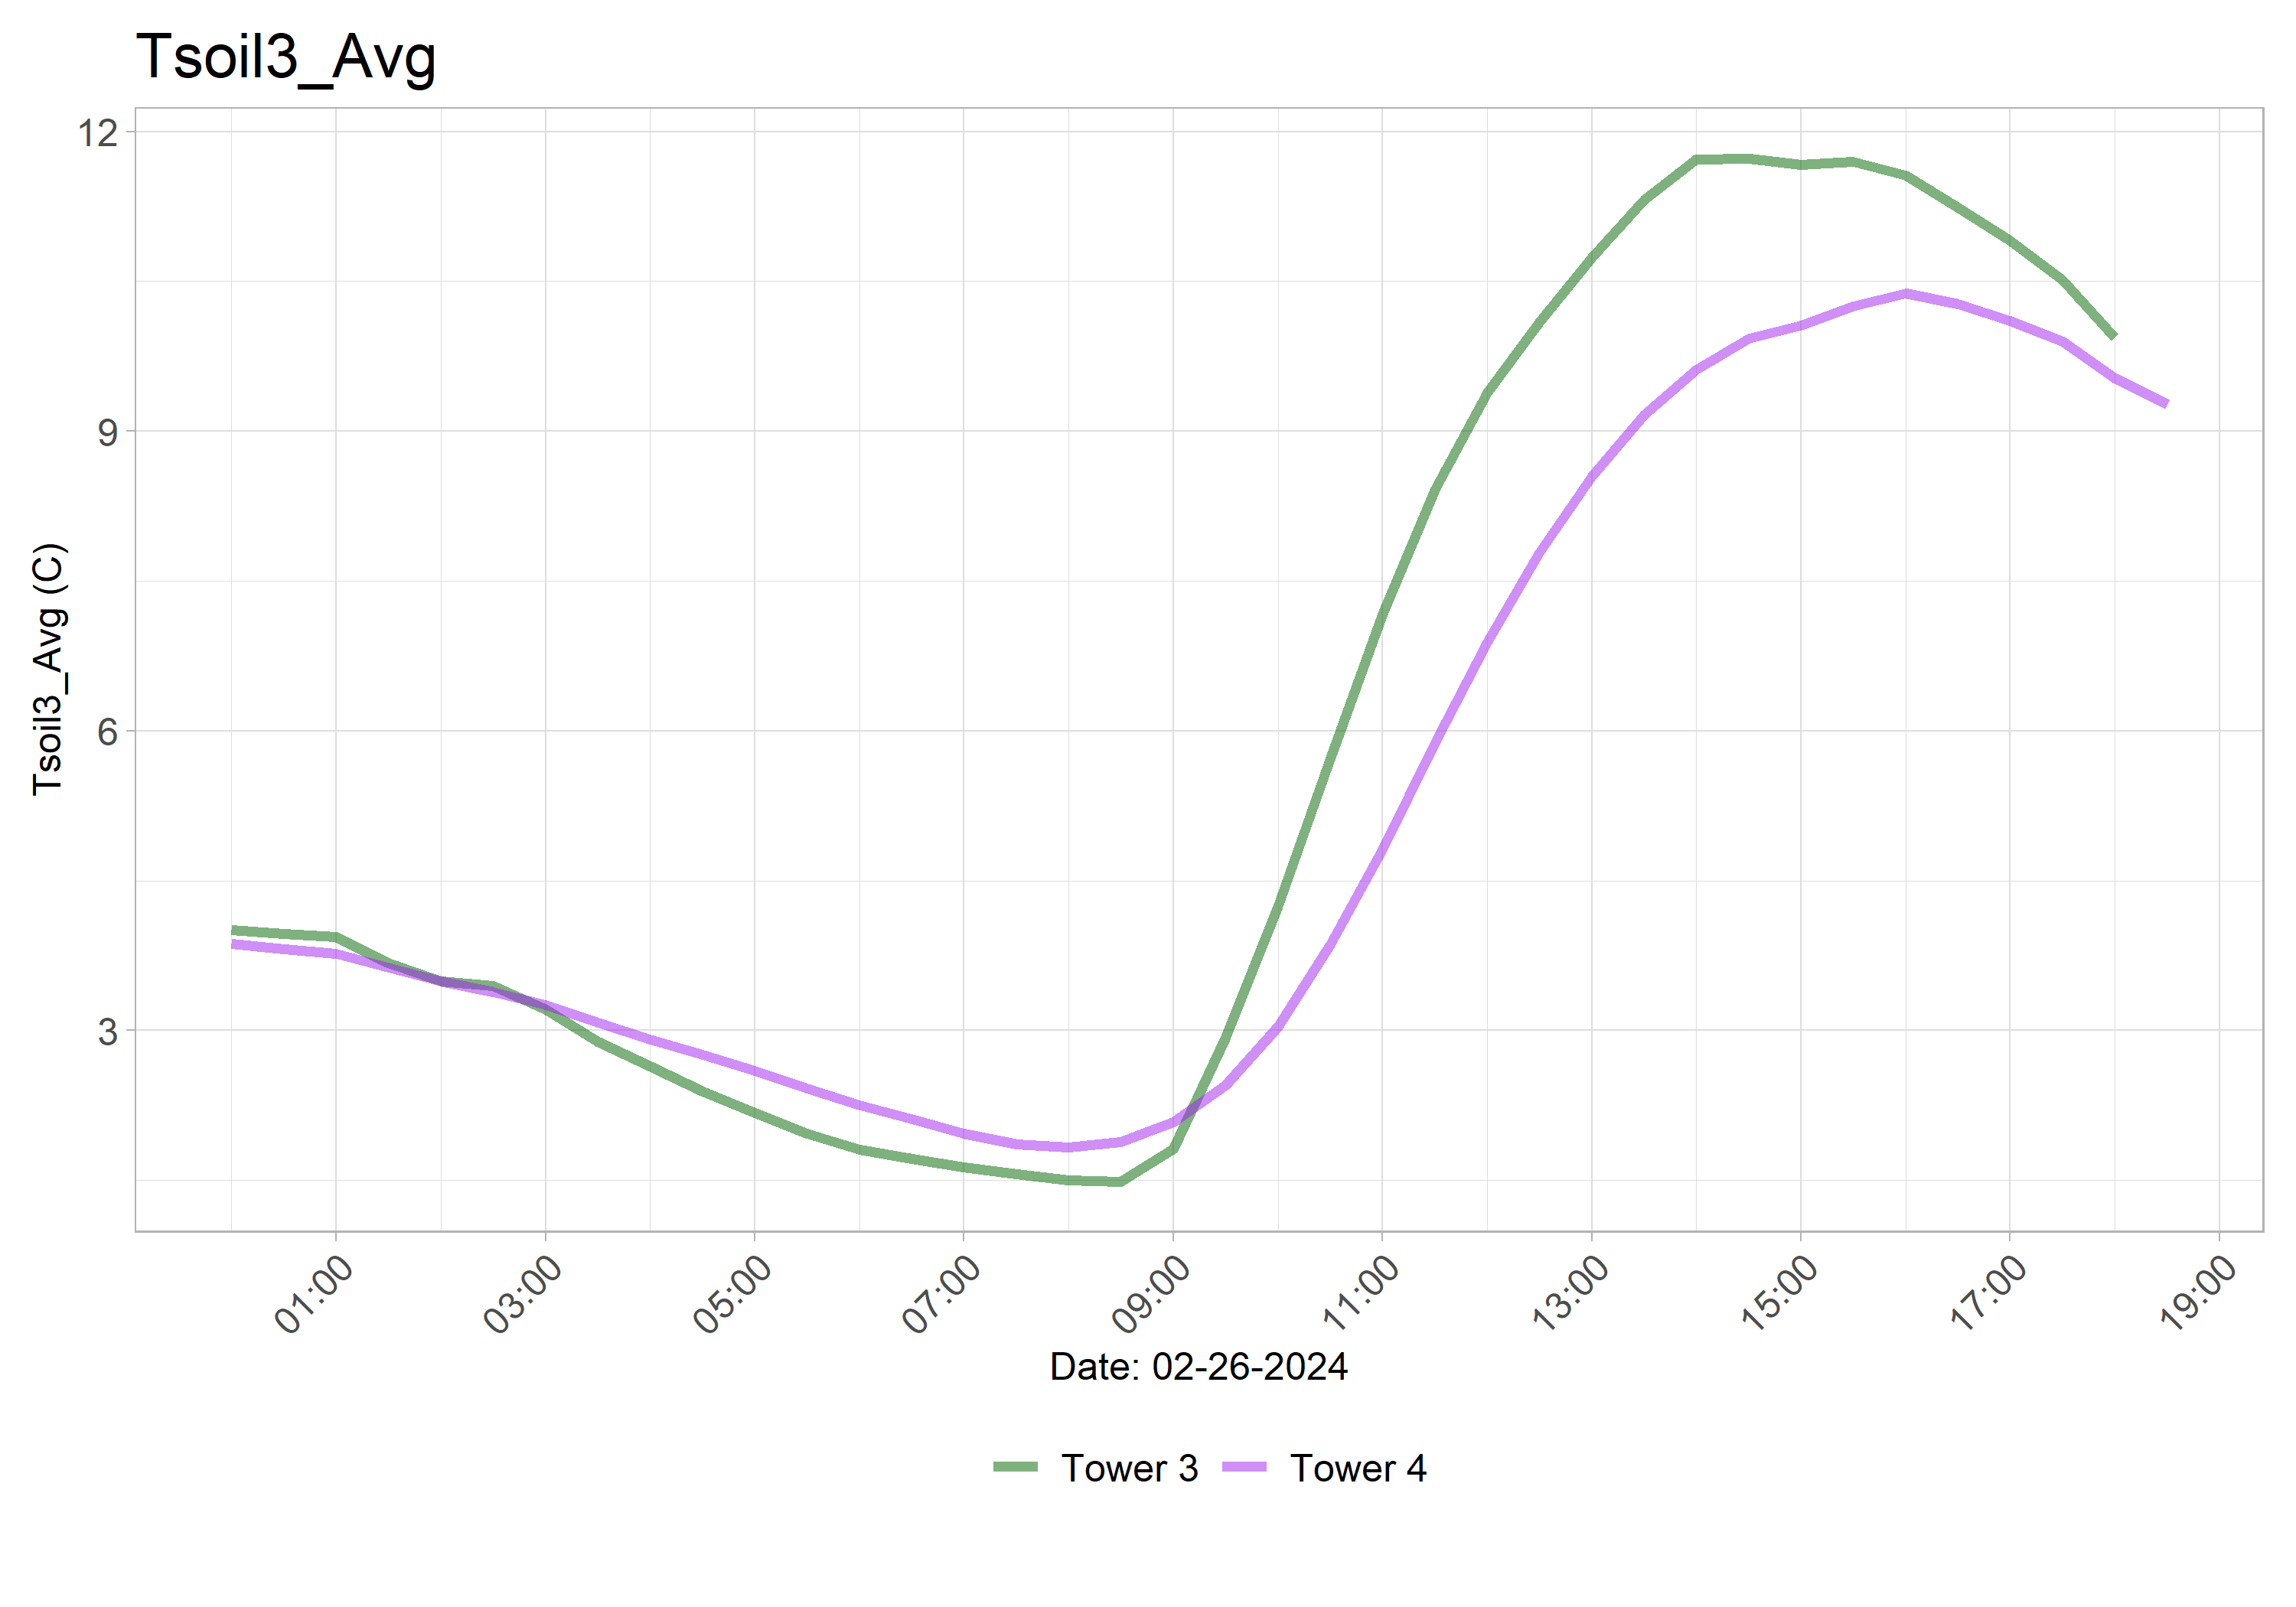 Tsoil3_Avg
12
9
6
3
Tsoil3_Avg (C)
01:00 03:00 05:00 07:00 09:00 11:00 13:00 15:00 17:00 19:00
Date: 02-26-2024
Tower 3 Tower 4